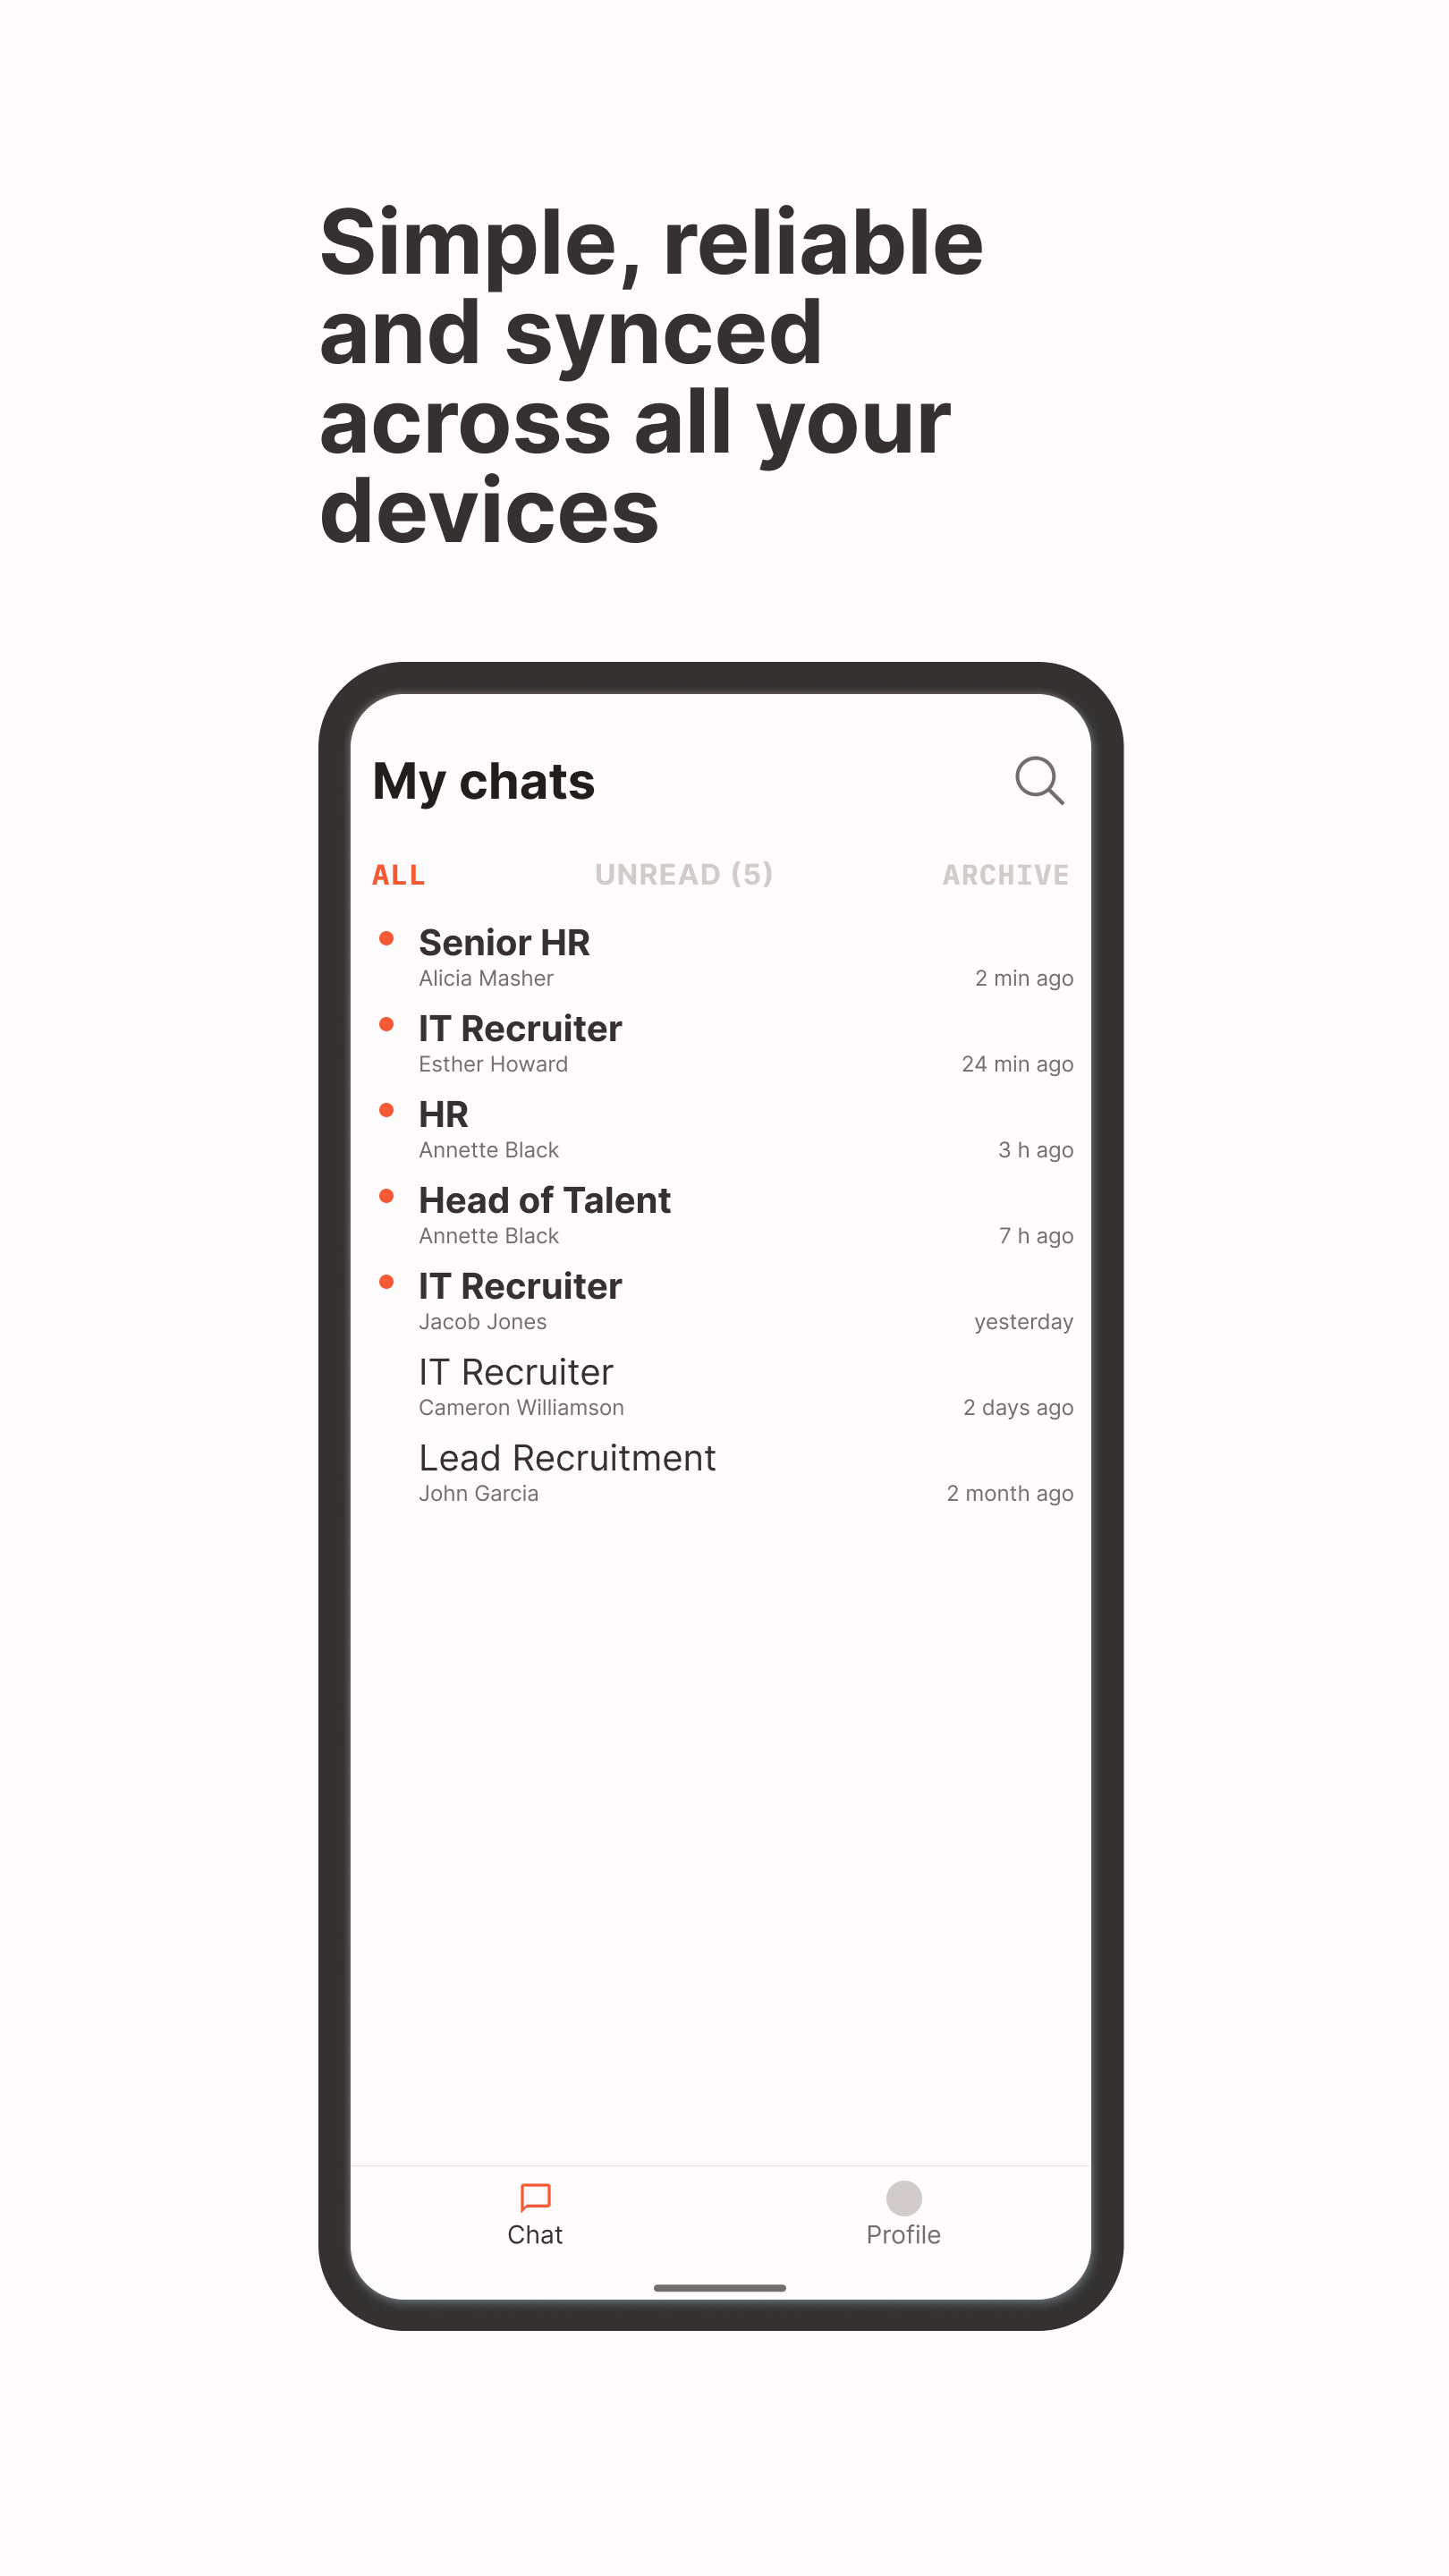 Simple, reliable
and synced
across all your
devices
My chats
ALL UNREAD (5) ARCHIVE
Senior HR
Alicia Masher 2 min ago
IT Recruiter
Esther Howard 24 min ago
HR
Annette Black 3 h ago
Head of Talent
Annette Black 7 h ago
IT Recruiter
Jacob Jones yesterday
IT Recruiter
Cameron Williamson 2 days ago
Lead Recruitment
John Garcia 2 month ago
Chat Profile